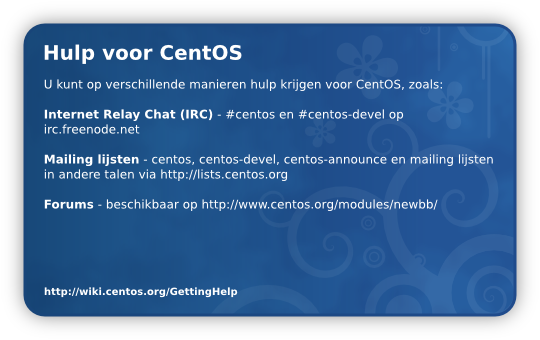 Hulp voor CentOS
U kunt op verschillende manieren hulp krijgen voor CentOS, zoals:
Internet Relay Chat (IRC) - #centos en #centos-devel op
irc.freenode.net
Mailing lijsten - centos, centos-devel, centos-announce en mailing lijsten
in andere talen via http://lists.centos.org
Forums - beschikbaar op http://www.centos.org/modules/newbb/
http://wiki.centos.org/GettingHelp